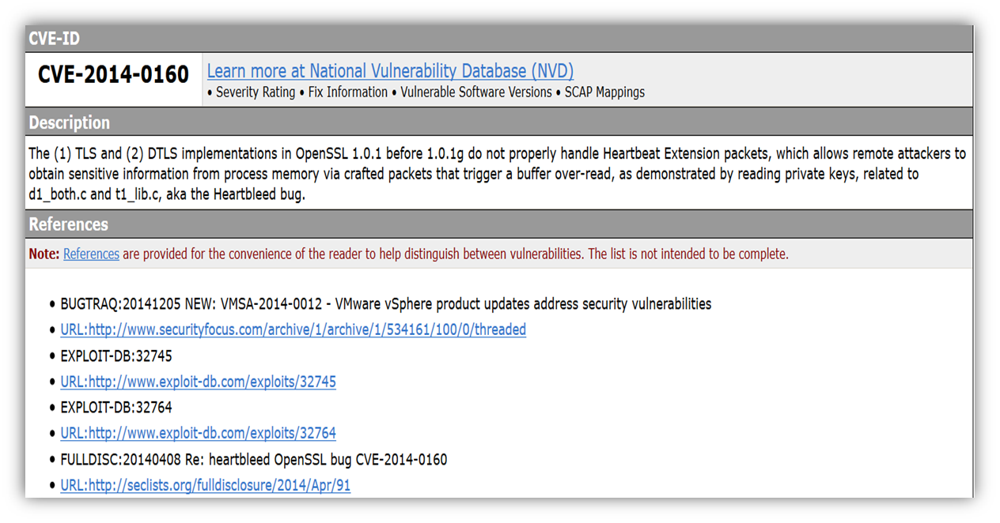 CVE-ID
CVE-2014-0160
Learn more at National Vulnerability Database (NVD)
• Severity Rating • Fix Information • Vulnerable Software Versions • SCAP Mappings
Description
The (1) TLS and (2) DTLS implementations in OpenSSL 1.0.1 before 1.0.1g do not properly handle Heartbeat Extension packets, which allows remote attackers to
obtain sensitive information from process memory via crafted packets that trigger a buffer over-read, as demonstrated by reading private keys, related to
d1_both.c and t1_lib.c, aka the Heartbleed bug.
References
Note: References are provided for the convenience of the reader to help distinguish between vulnerabilities. The list is not intended to be complete.
• BUGTRAQ:20141205 NEW: VMSA-2014-0012 - VMware vSphere product updates address security vulnerabilities
• URL:http://www.securityfocus.com/archive/1/archive/1/534161/100/0/threaded
• EXPLOIT-DB:32745
• URL:http://www.exploit-db.com/exploits/32745
• EXPLOIT-DB:32764
• URL:http://www.exploit-db.com/exploits/32764
• FULLDISC:20140408 Re: heartbleed OpenSSL bug CVE-2014-0160
• URL:http://seclists.org/fulldisclosure/2014/Apr/91